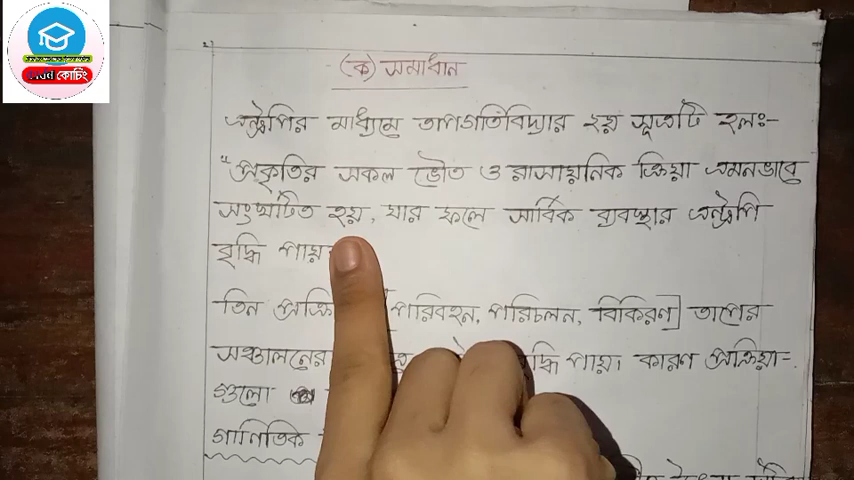 কোচিং
(ক) সমাধান
এনট্রপির মাধ্যমে তাপগতিবিদ্যার ২য় সূত্রটি হলঃ-
"প্রকৃতির সকল ভৌত ও রাসায়নিক ক্রিয়া এমনভাবে
সংঘটিত হয়, যার ফলে সার্বিক ব্যবস্থার এনট্রপি
বৃদ্ধি পায়
তিন [পরিবহন, পরিচলন, বিকিরণ] তাপের
সঞ্চালনের পায়। কারণ প্রক্রিয়া-
গুলো
গাণিতিক